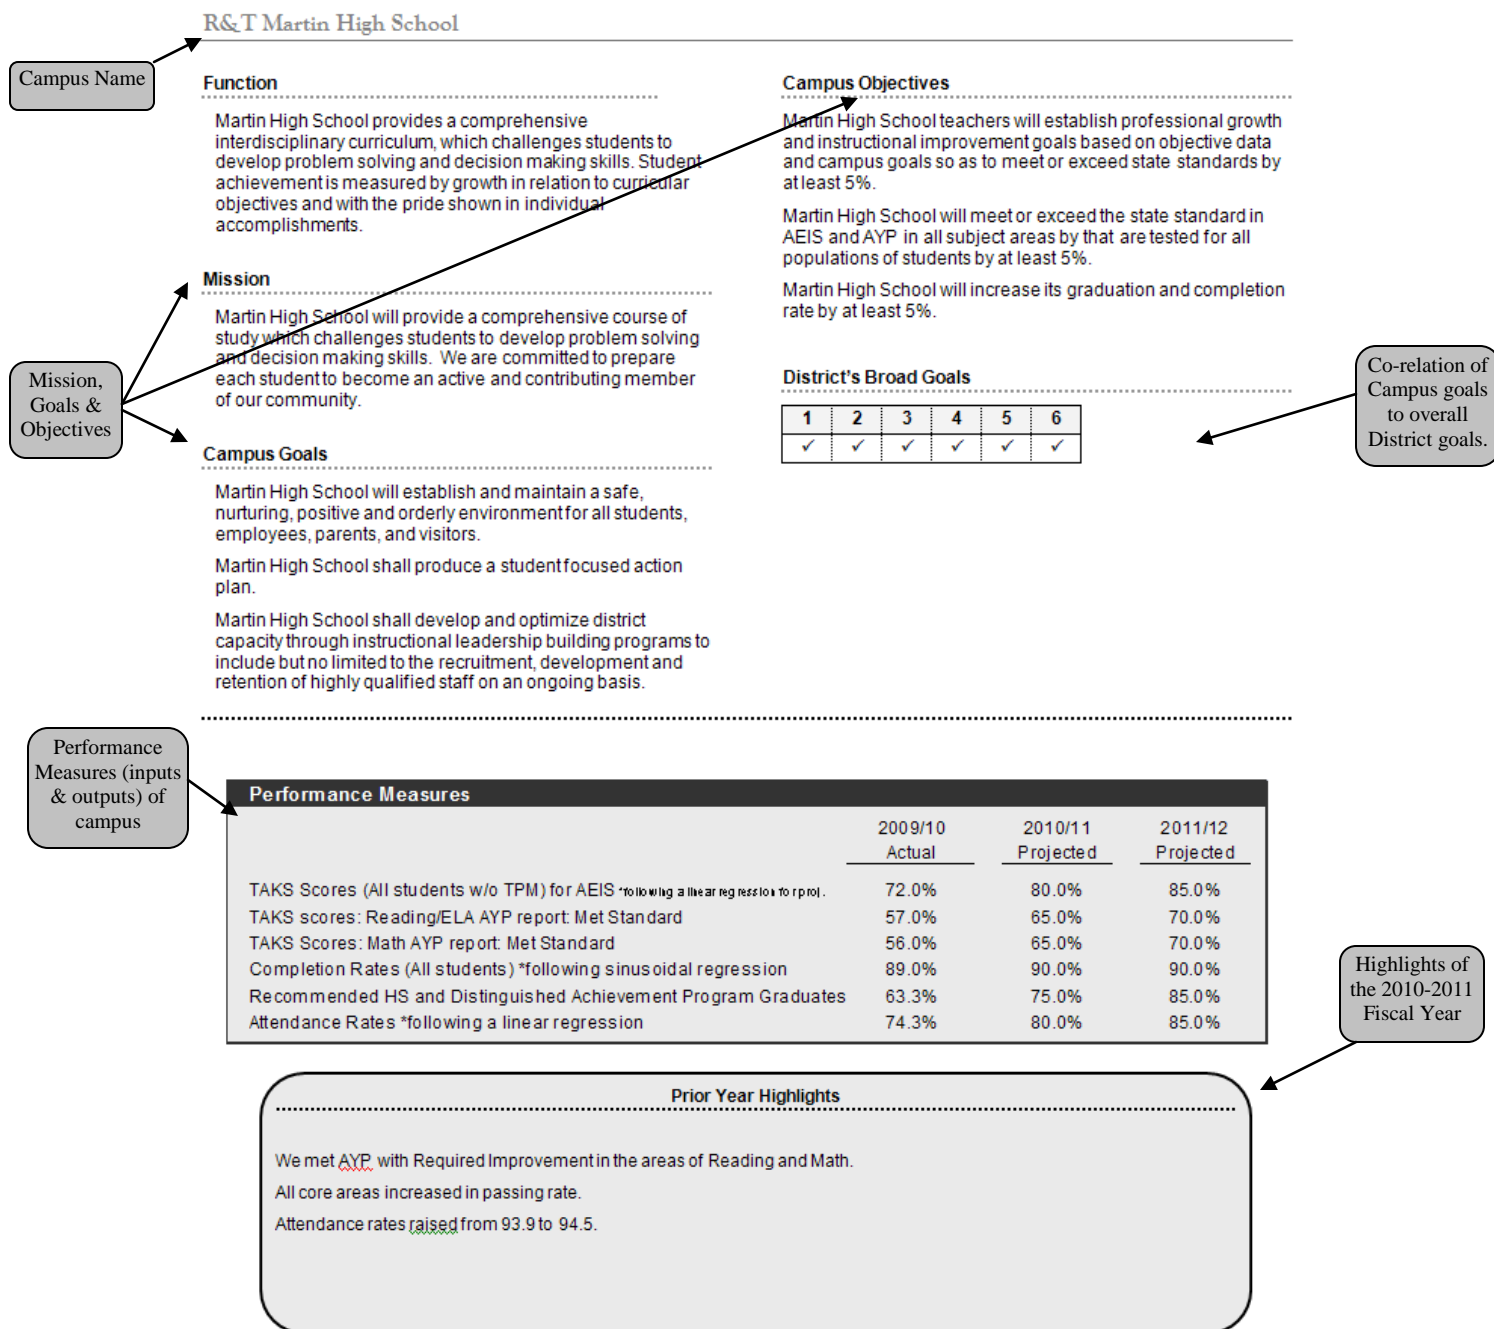 R&T Martin High School
Campus Name
Function
Martin High School provides a comprehensive
interdisciplinary curriculum, which challenges students to
develop problem solving and decision making skills. Student
achievement is measured by growth in relation to curricular
objectives and with the pride shown in individual
accomplishments.
Mission
Martin High School will provide a comprehensive course of
study which challenges students to develop problem solving
and decision making skills.  We are committed to prepare
each student to become an active and contributing member
of our community.
Mission,
Goals &
Objectives
Campus Goals
Martin High School will establish and maintain a safe,
nurturing, positive and orderly environment for all students,
employees, parents, and visitors.
Martin High School shall produce a student focused action
plan.
Martin High School shall develop and optimize district
capacity through instructional leadership building programs to
include but no limited to the recruitment, development and
retention of highly qualified staff on an ongoing basis.
Campus Objectives
Martin High School teachers will establish professional growth
and instructional improvement goals based on objective data
and campus goals so as to meet or exceed state standards by
at least 5%.
Martin High School will meet or exceed the state standard in
AEIS and AYP in all subject areas by that are tested for all
populations of students by at least 5%.
Martin High School will increase its graduation and completion
rate by at least 5%.
District's Broad Goals
1 2 3 4 5 6
✓ ✓ ✓ ✓ ✓ ✓
Co-relation of
Campus goals
to overall
District goals.
Performance
Measures (inputs
& outputs) of
campus
Performance Measures
2009/10 2010/11 2011/12
Actual Projected Projected
TAKS Scores (All students w/o TPM) for AEIS *following a linear regression for proj. 72.0% 80.0% 85.0%
TAKS scores: Reading/ELA AYP report: Met Standard 57.0% 65.0% 70.0%
TAKS Scores: Math AYP report: Met Standard 56.0% 65.0% 70.0%
Completion Rates (All students) *following sinusoidal regression 89.0% 90.0% 90.0%
Recommended HS and Distinguished Achievement Program Graduates 63.3% 75.0% 85.0%
Attendance Rates *following a linear regression 74.3% 80.0% 85.0%
Highlights of
the 2010-2011
Fiscal Year
Prior Year Highlights
We met AYP with Required Improvement in the areas of Reading and Math.
All core areas increased in passing rate.
Attendance rates raised from 93.9 to 94.5.